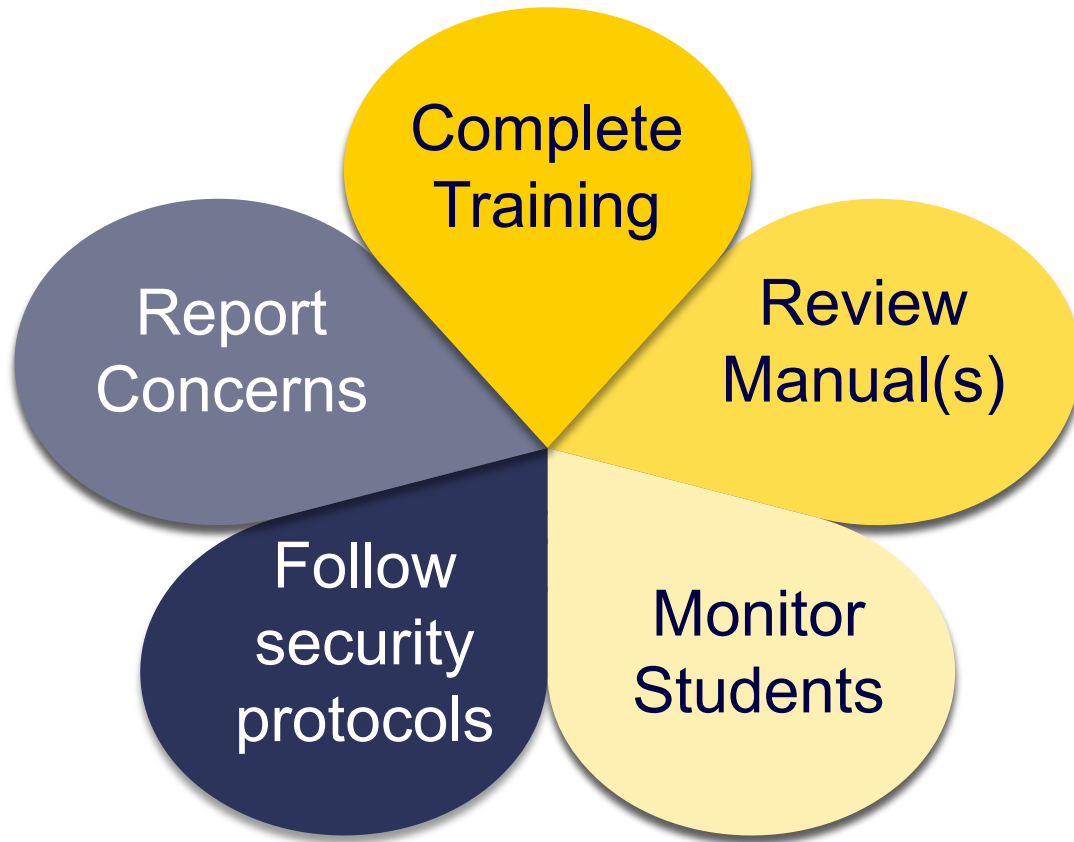 Complete
Training
Review
Manual(s)
Monitor
Students
Follow
security
protocols
Report
Concerns